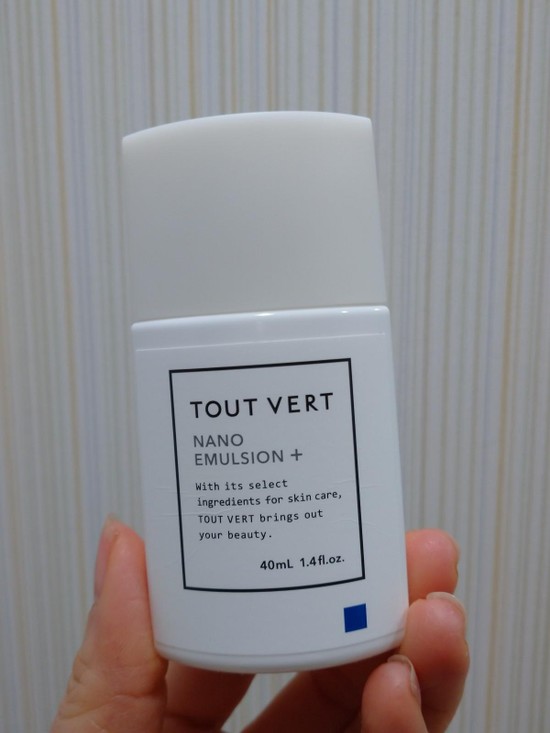 TOUT VERT
NANO
EMULSION +
With its select
ingredients for skin care,
TOUT VERT brings out
your beauty.
40mL 1.4fl.oz.